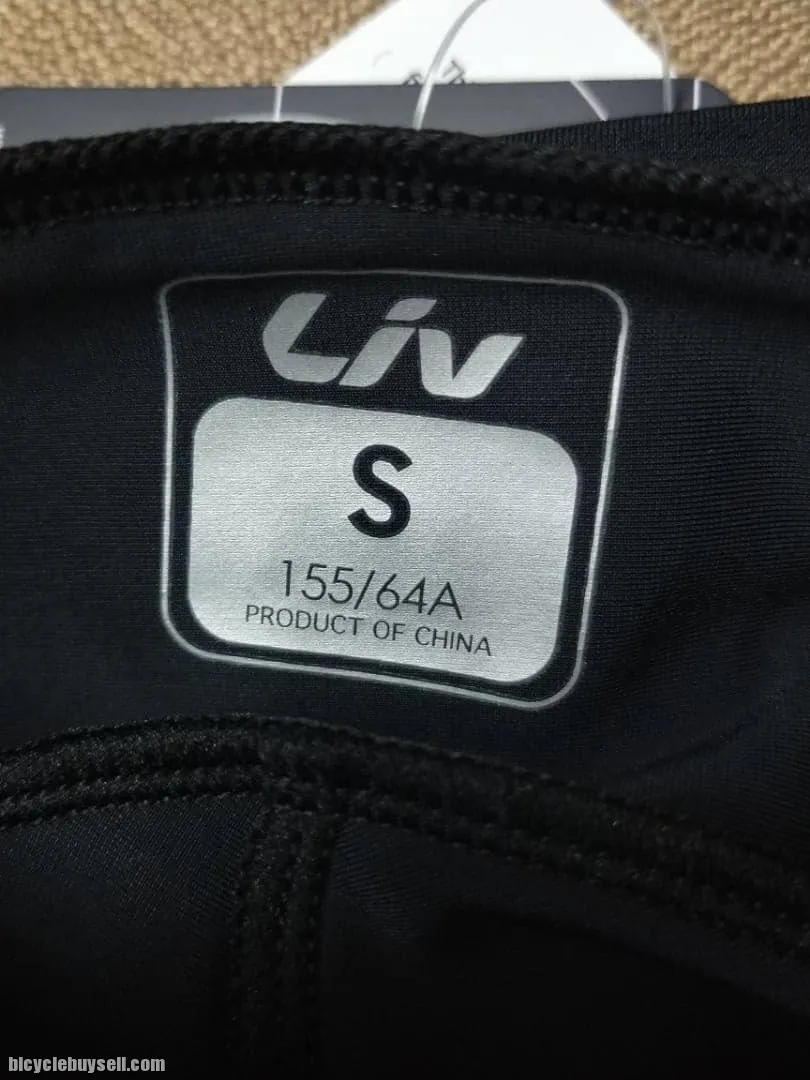 Liv
S
155/64A
PRODUCT OF CHINA
bicyclebuysell.com